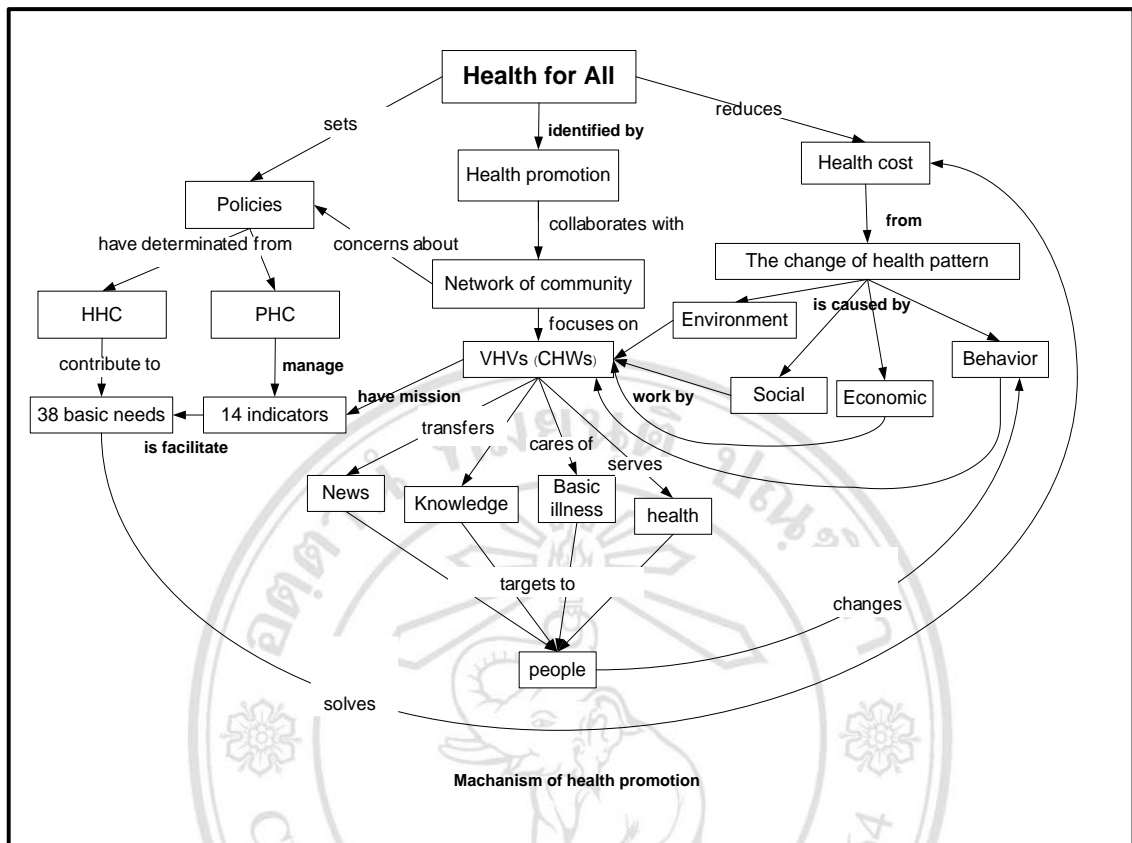 Health for All
sets
identified by
reduces
Health promotion
Health cost
Policies
collaborates with
from
have determinated from
concerns about
The change of health pattern
Network of community
HHC
PHC
is caused by
Environment
focuses on
contribute to
manage
VHVs (CHWs)
Behavior
have mission
work by
Social
Economic
38 basic needs
14 indicators
is facilitate
transfers
cares of
serves
News
Knowledge
Basic
illness
health
targets to
changes
people
solves
Machanism of health promotion